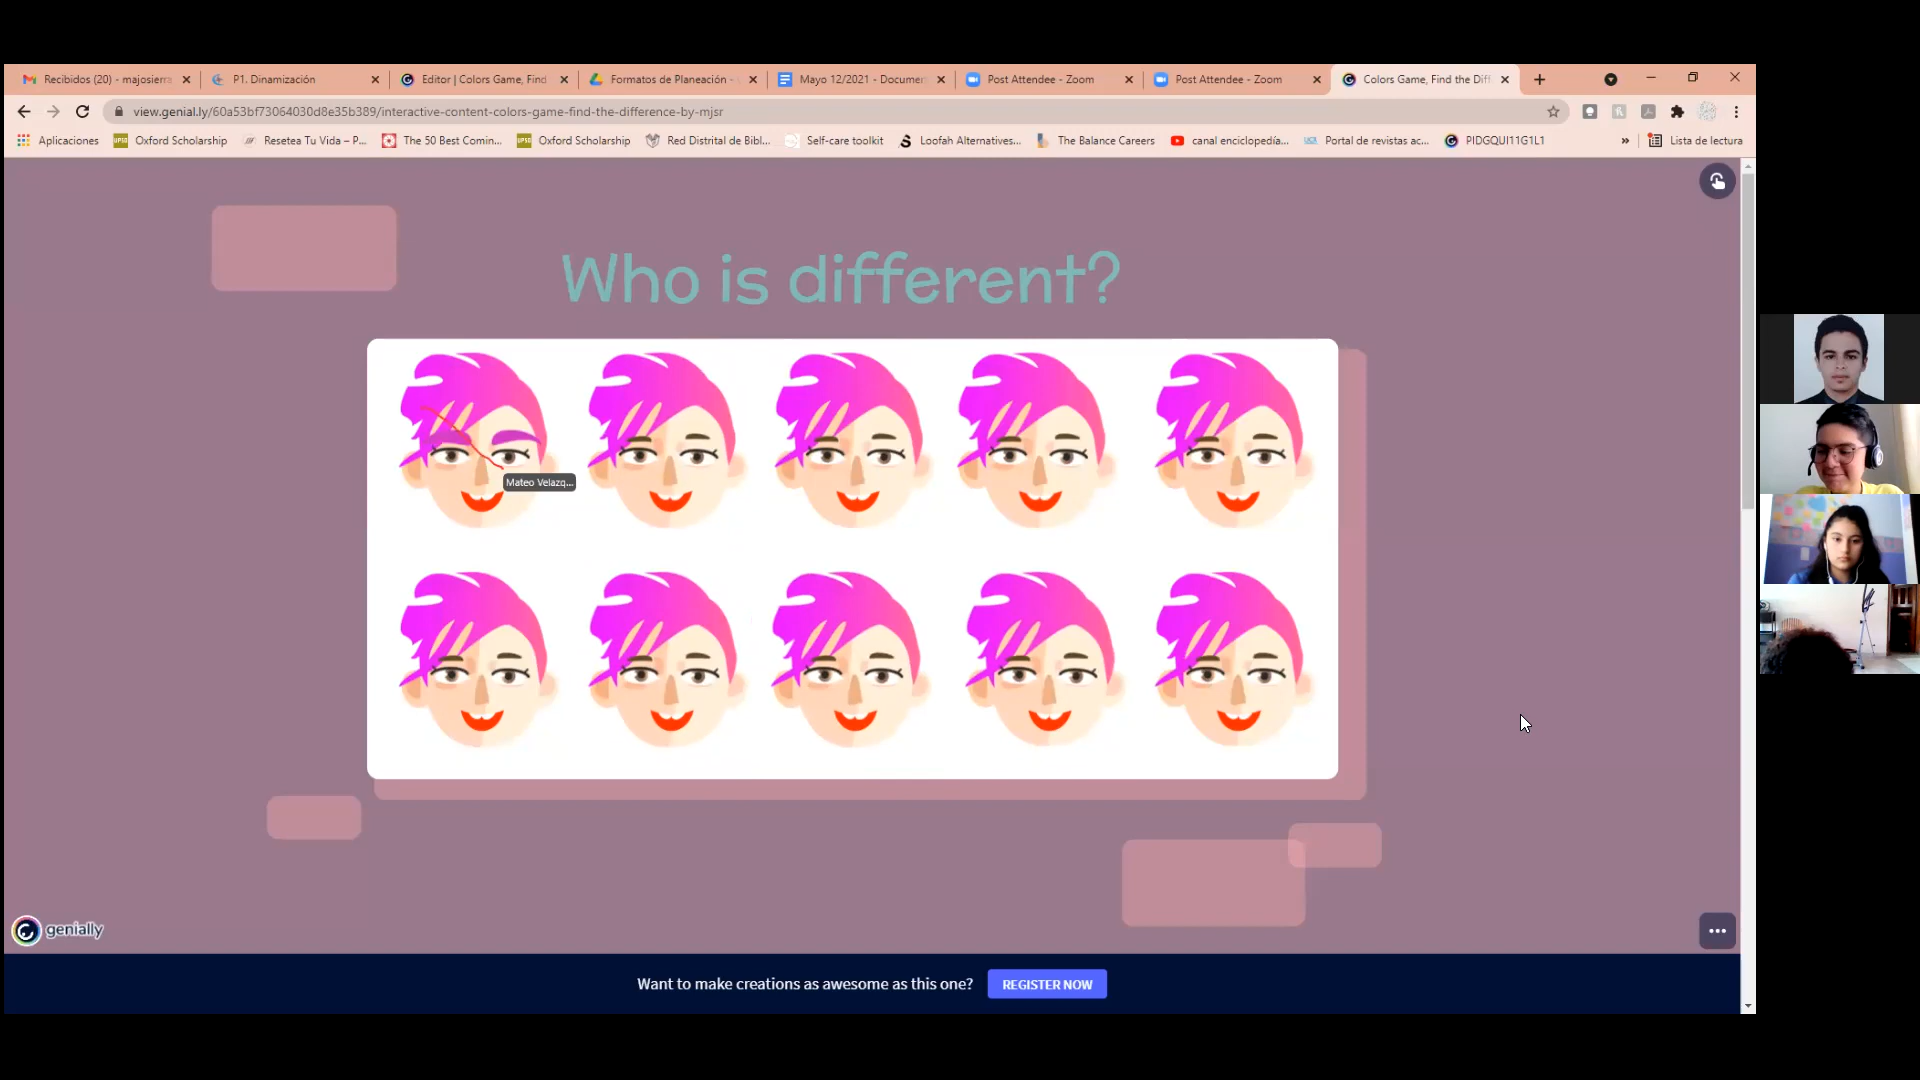 Recibidos (20) - majosierra
P1. Dinamización
Editor | Colors Game, Find
Formatos de Planeación -
Mayo 12/2021 - Documen
Post Attendee - Zoom
Post Attendee - Zoom
Colors Game, Find the Diff
view.genial.ly/60a53bf73064030d8e35b389/interactive-content-colors-game-find-the-difference-by-mjsr
Aplicaciones
Oxford Scholarship
Resetea Tu Vida – P...
The 50 Best Comin...
Oxford Scholarship
Red Distrital de Bibl...
Self-care toolkit
Loofah Alternatives...
The Balance Careers
canal enciclopedía...
Portal de revistas ac...
PIDGQUI11G1L1
»
Lista de lectura
Who is different?
Mateo Velazq...
genially
Want to make creations as awesome as this one?
REGISTER NOW